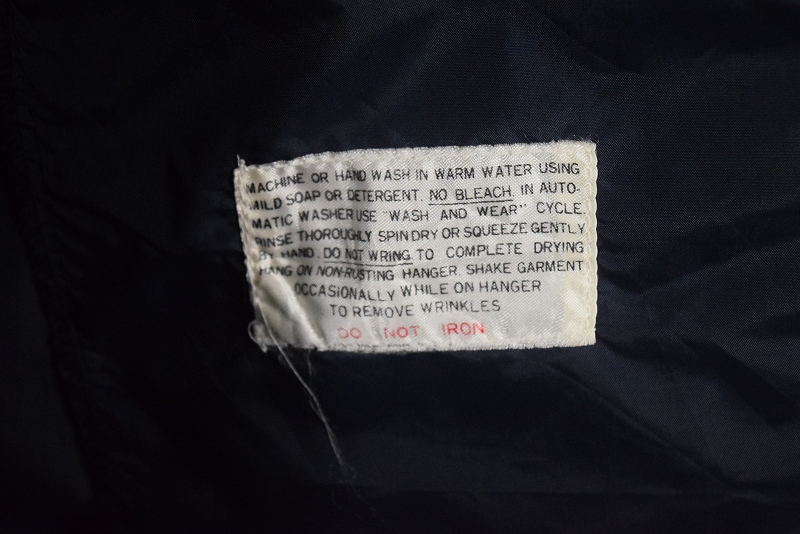 MACHINE OR HAND WASH IN WARM WATER USING
MILD SOAP OR DETERGENT. NO BLEACH. IN AUTO-
MATIC WASHER USE "WASH AND WEAR" CYCLE.
RINSE THOROUGHLY SPIN DRY OR SQUEEZE GENTLY
BY HAND. DO NOT WRING. TO COMPLETE DRYING
HANG ON NON-RUSTING HANGER. SHAKE GARMENT
OCCASIONALLY WHILE ON HANGER
TO REMOVE WRINKLES
DO NOT IRON